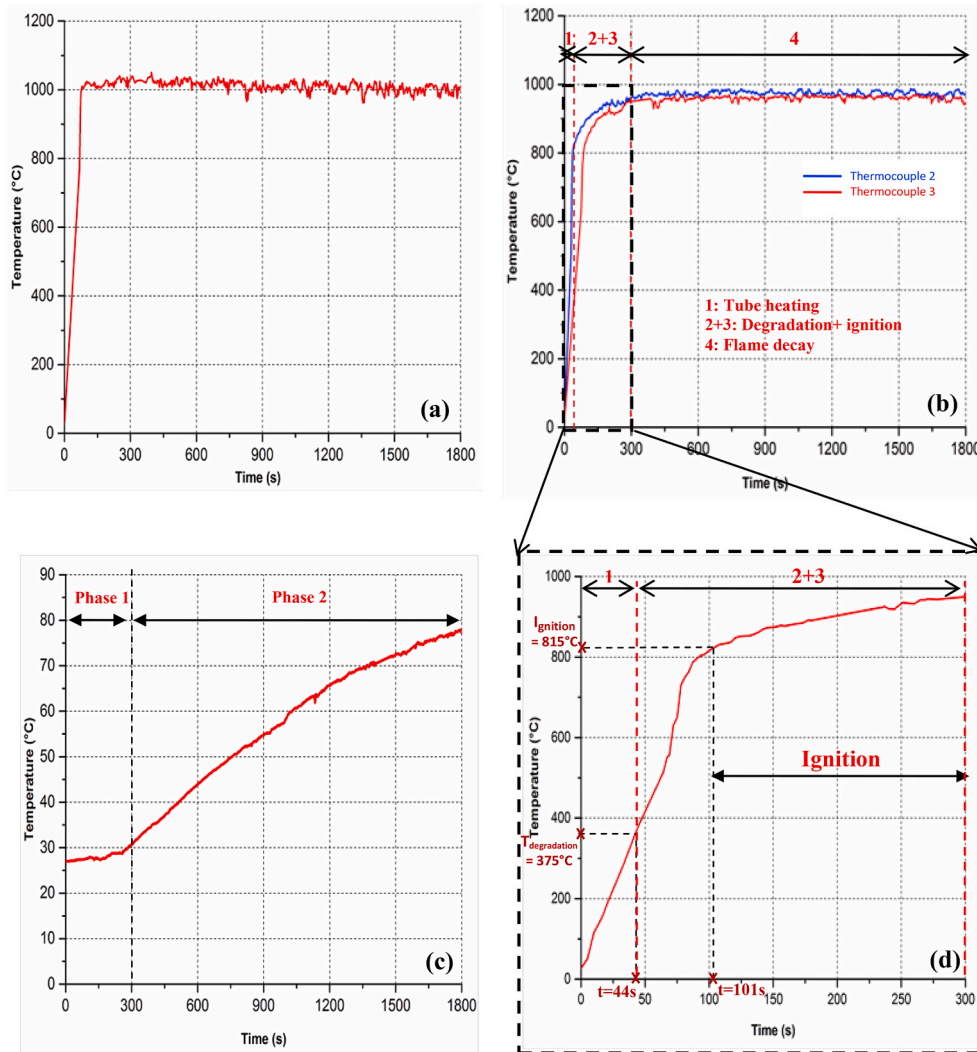 1200
1000
800
600
400
200
0
Temperature (°C)
0 300 600 900 1200 1500 1800
Time (s)
(a)
1200
1000
800
600
400
200
0
Temperature (°C)
1 2+3 4
Thermocouple 2
Thermocouple 3
1: Tube heating
2+3: Degradation+ ignition
4: Flame decay
(b)
0 300 600 900 1200 1500 1800
Time (s)
90
80
70
60
50
40
30
20
10
0
Temperature (°C)
Phase 1 Phase 2
(c)
0 300 600 900 1200 1500 1800
Time (s)
1000
800
600
400
200
0
Temperature (°C)
1 2+3
Ignition
= 815°C
Ignition
Tdegradation
= 375°C
(d)
0 50 100 150 200 250 300
t=44s t=101s
Time (s)